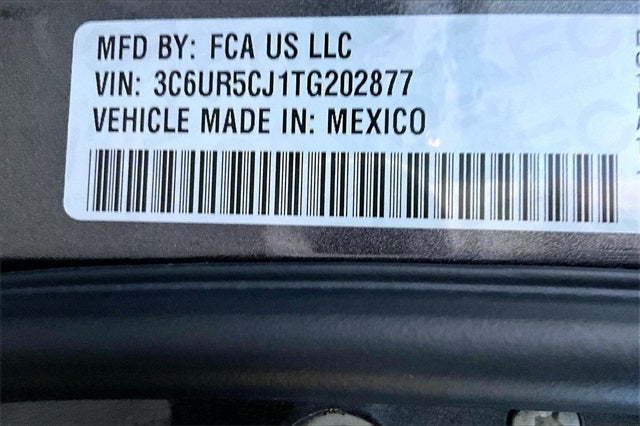 MFD BY: FCA US LLC
VIN: 3C6UR5CJ1TG202877
VEHICLE MADE IN: MEXICO